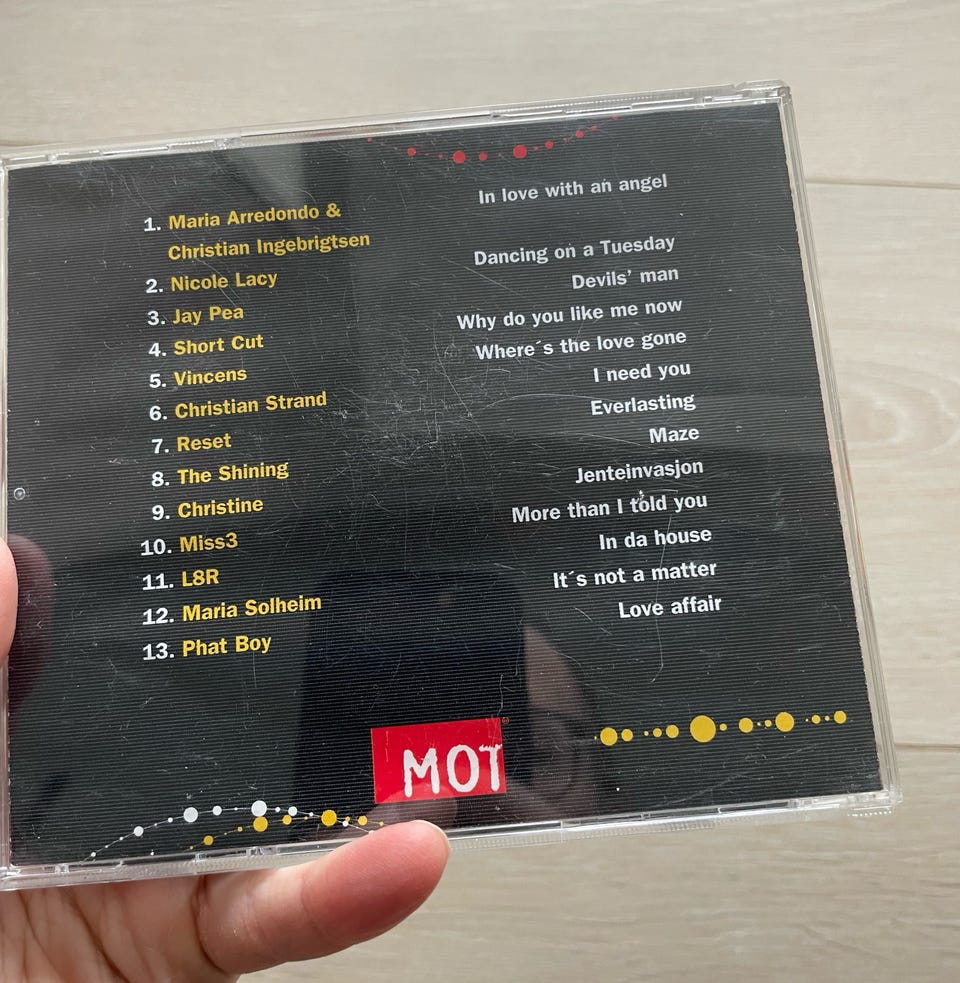 In love with an angel
1. Maria Arredondo &
Christian Ingebrigtsen
2. Nicole Lacy Dancing on a Tuesday
3. Jay Pea Devils' man
4. Short Cut Why do you like me now
5. Vincens Where´s the love gone
6. Christian Strand I need you
7. Reset Everlasting
8. The Shining Maze
9. Christine Jenteinvasjon
10. Miss3 More than I told you
11. L8R In da house
12. Maria Solheim It´s not a matter
13. Phat Boy Love affair
MOT
®